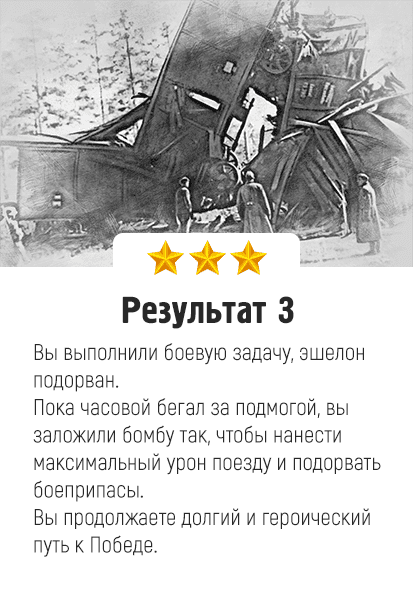 Результат 3
Вы выполнили боевую задачу, эшелон
подорван.
Пока часовой бегал за подмогой, вы
заложили бомбу так, чтобы нанести
максимальный урон поезду и подорвать
боеприпасы.
Вы продолжаете долгий и героический
путь к Победе.